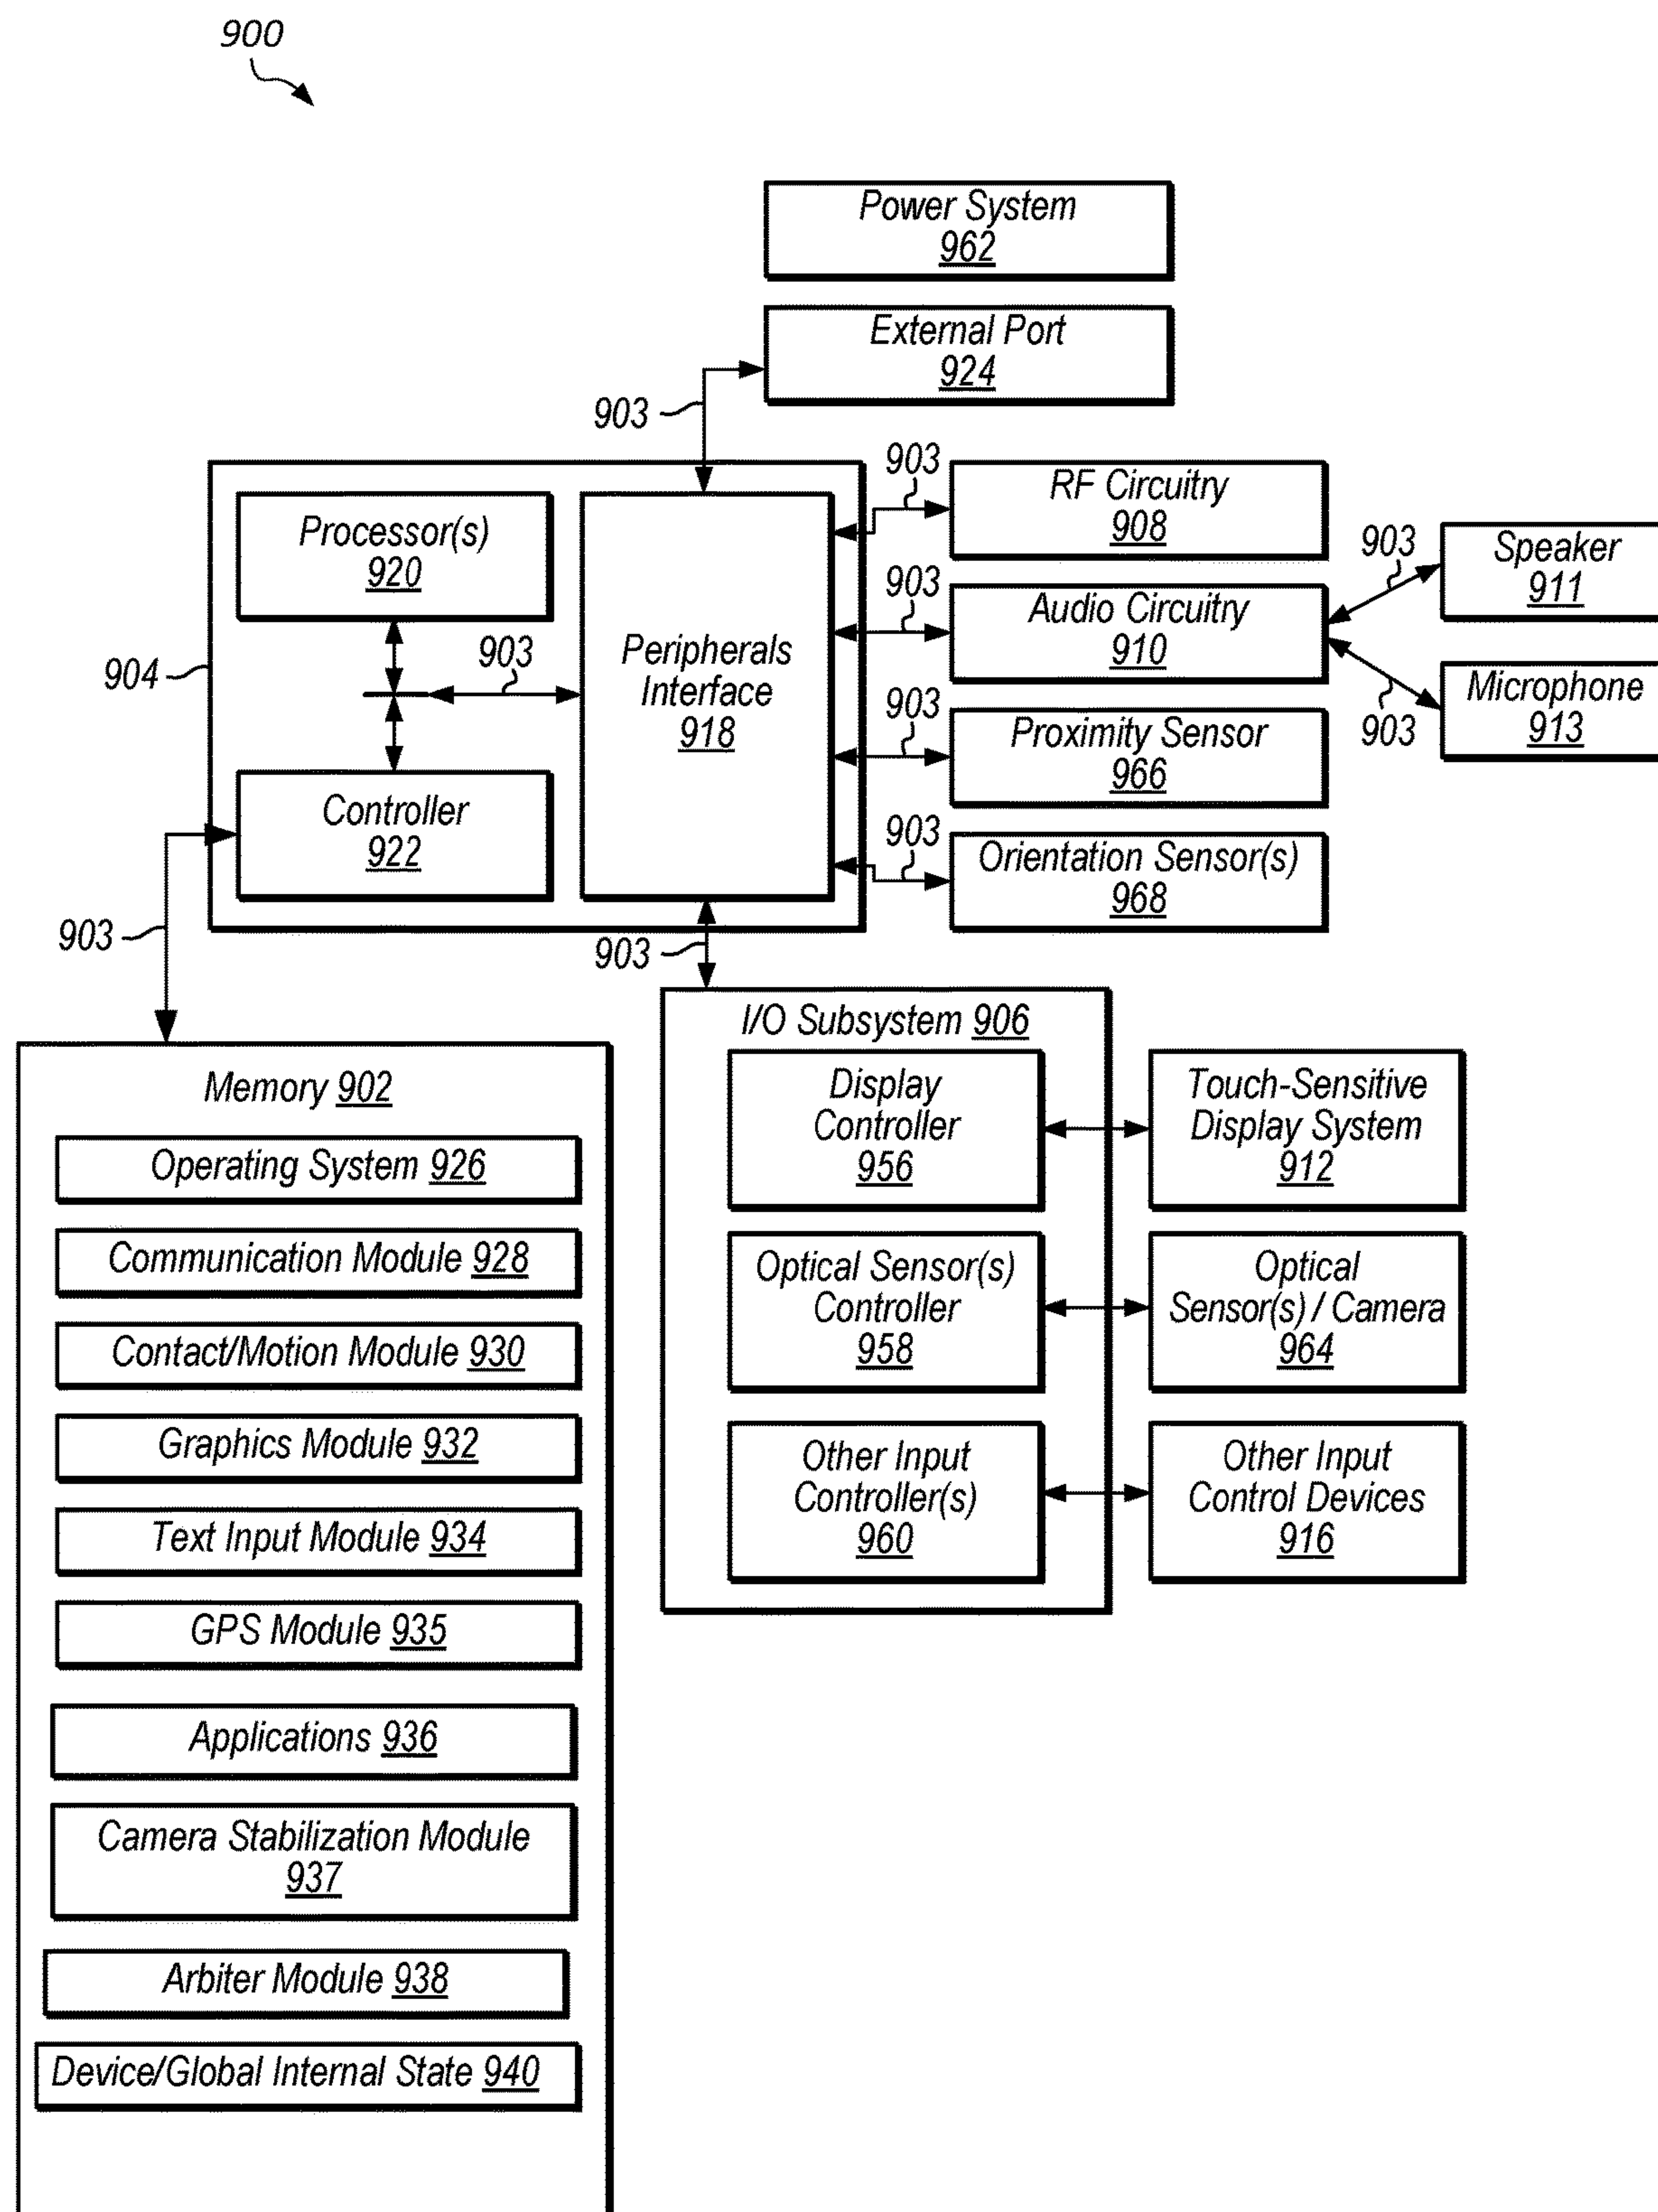 900
Power System
962
External Port
924
903
903
RF Circuitry
908
Processor(s)
920
903
Speaker
911
903
Audio Circuitry
910
904
903
Peripherals
Interface
918
Microphone
913
903
903
Proximity Sensor
966
Controller
922
903
Orientation Sensor(s)
968
903
903
I/O Subsystem 906
Display
Controller
956
Touch-Sensitive
Display System
912
Optical Sensor(s)
Controller
958
Optical
Sensor(s) / Camera
964
Other Input
Controller(s)
960
Other Input
Control Devices
916
Memory 902
Operating System 926
Communication Module 928
Contact/Motion Module 930
Graphics Module 932
Text Input Module 934
GPS Module 935
Applications 936
Camera Stabilization Module
937
Arbiter Module 938
Device/Global Internal State 940